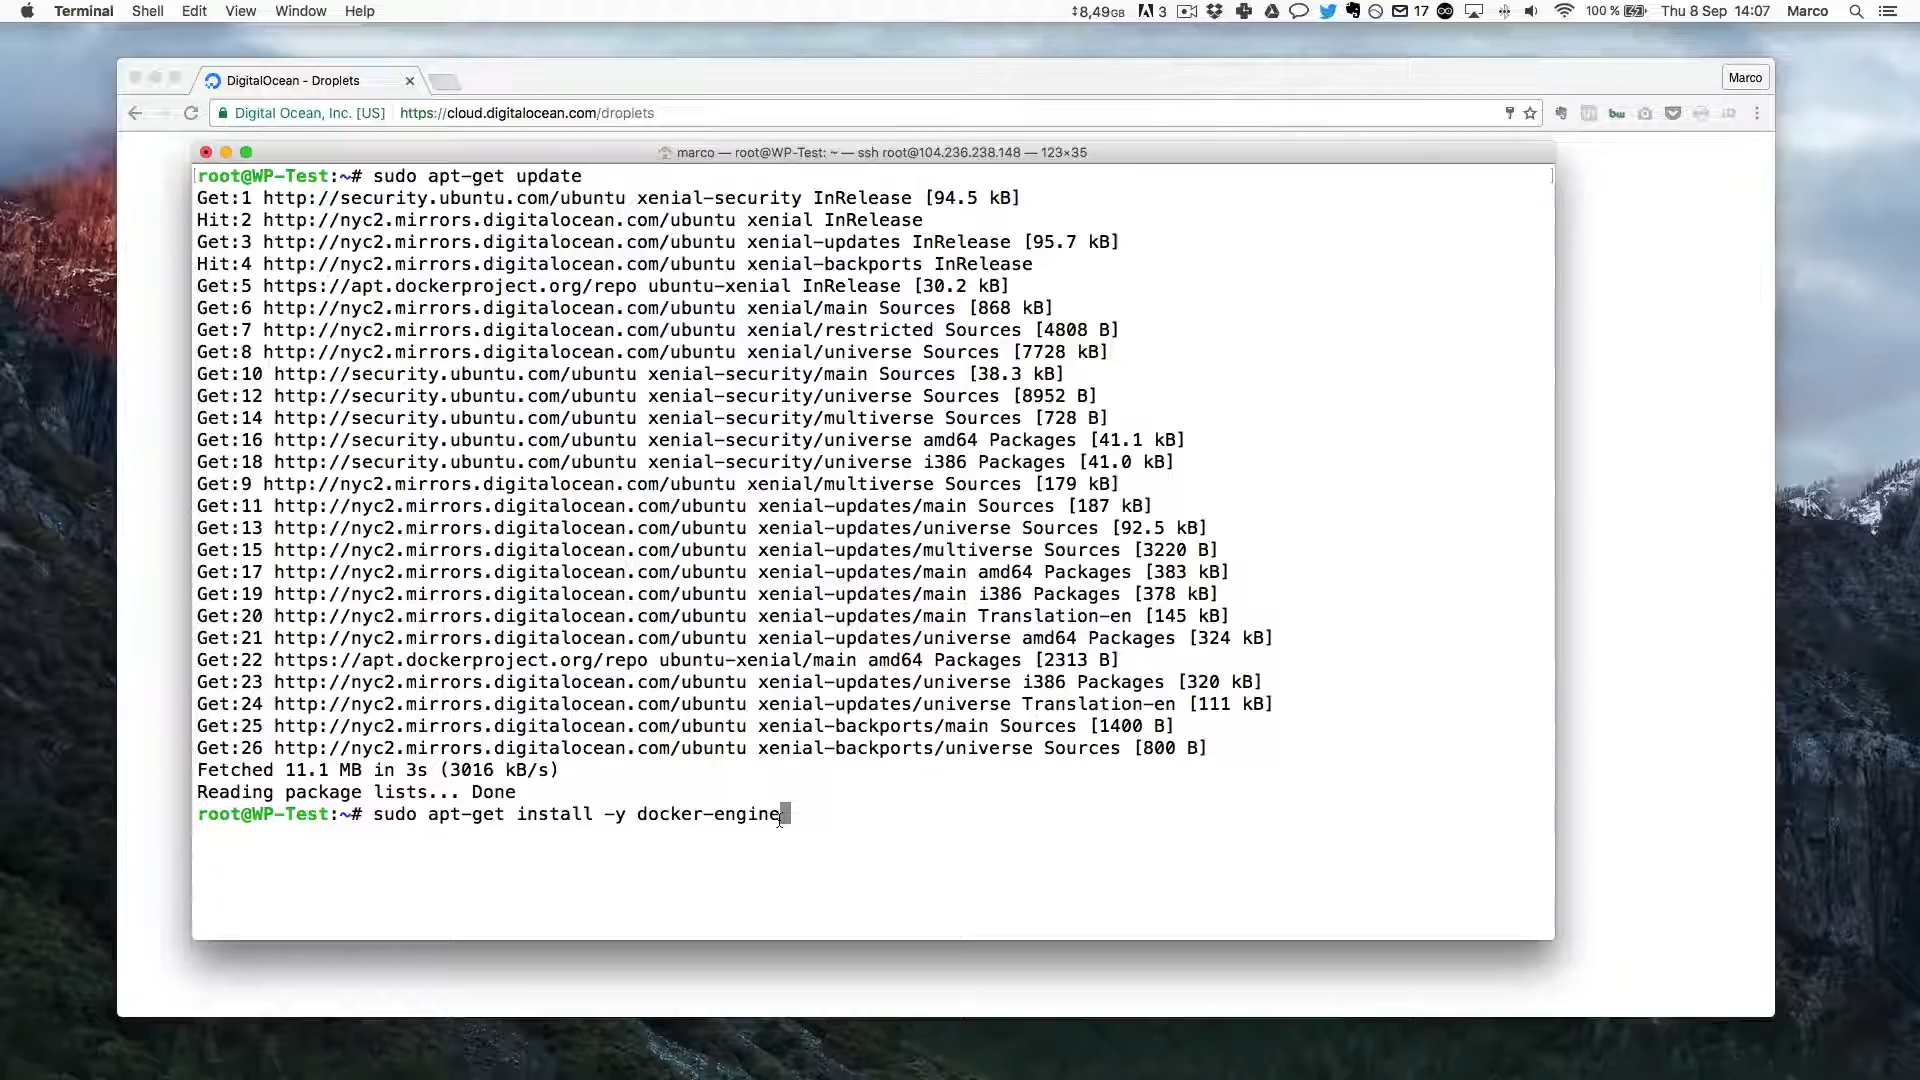 Terminal Shell Edit View Window Help 8,49GB 3 17 100 % Thu 8 Sep 14:07 Marco
DigitalOcean - Droplets Marco
Digital Ocean, Inc. [US] https://cloud.digitalocean.com/droplets bw
marco — root@WP-Test: ~ — ssh root@104.236.238.148 — 123×35
root@WP-Test:~# sudo apt-get update
Get:1 http://security.ubuntu.com/ubuntu xenial-security InRelease [94.5 kB]
Hit:2 http://nyc2.mirrors.digitalocean.com/ubuntu xenial InRelease
Get:3 http://nyc2.mirrors.digitalocean.com/ubuntu xenial-updates InRelease [95.7 kB]
Hit:4 http://nyc2.mirrors.digitalocean.com/ubuntu xenial-backports InRelease
Get:5 https://apt.dockerproject.org/repo ubuntu-xenial InRelease [30.2 kB]
Get:6 http://nyc2.mirrors.digitalocean.com/ubuntu xenial/main Sources [868 kB]
Get:7 http://nyc2.mirrors.digitalocean.com/ubuntu xenial/restricted Sources [4808 B]
Get:8 http://nyc2.mirrors.digitalocean.com/ubuntu xenial/universe Sources [7728 kB]
Get:10 http://security.ubuntu.com/ubuntu xenial-security/main Sources [38.3 kB]
Get:12 http://security.ubuntu.com/ubuntu xenial-security/universe Sources [8952 B]
Get:14 http://security.ubuntu.com/ubuntu xenial-security/multiverse Sources [728 B]
Get:16 http://security.ubuntu.com/ubuntu xenial-security/universe amd64 Packages [41.1 kB]
Get:18 http://security.ubuntu.com/ubuntu xenial-security/universe i386 Packages [41.0 kB]
Get:9 http://nyc2.mirrors.digitalocean.com/ubuntu xenial/multiverse Sources [179 kB]
Get:11 http://nyc2.mirrors.digitalocean.com/ubuntu xenial-updates/main Sources [187 kB]
Get:13 http://nyc2.mirrors.digitalocean.com/ubuntu xenial-updates/universe Sources [92.5 kB]
Get:15 http://nyc2.mirrors.digitalocean.com/ubuntu xenial-updates/multiverse Sources [3220 B]
Get:17 http://nyc2.mirrors.digitalocean.com/ubuntu xenial-updates/main amd64 Packages [383 kB]
Get:19 http://nyc2.mirrors.digitalocean.com/ubuntu xenial-updates/main i386 Packages [378 kB]
Get:20 http://nyc2.mirrors.digitalocean.com/ubuntu xenial-updates/main Translation-en [145 kB]
Get:21 http://nyc2.mirrors.digitalocean.com/ubuntu xenial-updates/universe amd64 Packages [324 kB]
Get:22 https://apt.dockerproject.org/repo ubuntu-xenial/main amd64 Packages [2313 B]
Get:23 http://nyc2.mirrors.digitalocean.com/ubuntu xenial-updates/universe i386 Packages [320 kB]
Get:24 http://nyc2.mirrors.digitalocean.com/ubuntu xenial-updates/universe Translation-en [111 kB]
Get:25 http://nyc2.mirrors.digitalocean.com/ubuntu xenial-backports/main Sources [1400 B]
Get:26 http://nyc2.mirrors.digitalocean.com/ubuntu xenial-backports/universe Sources [800 B]
Fetched 11.1 MB in 3s (3016 kB/s)
Reading package lists... Done
root@WP-Test:~# sudo apt-get install -y docker-engine